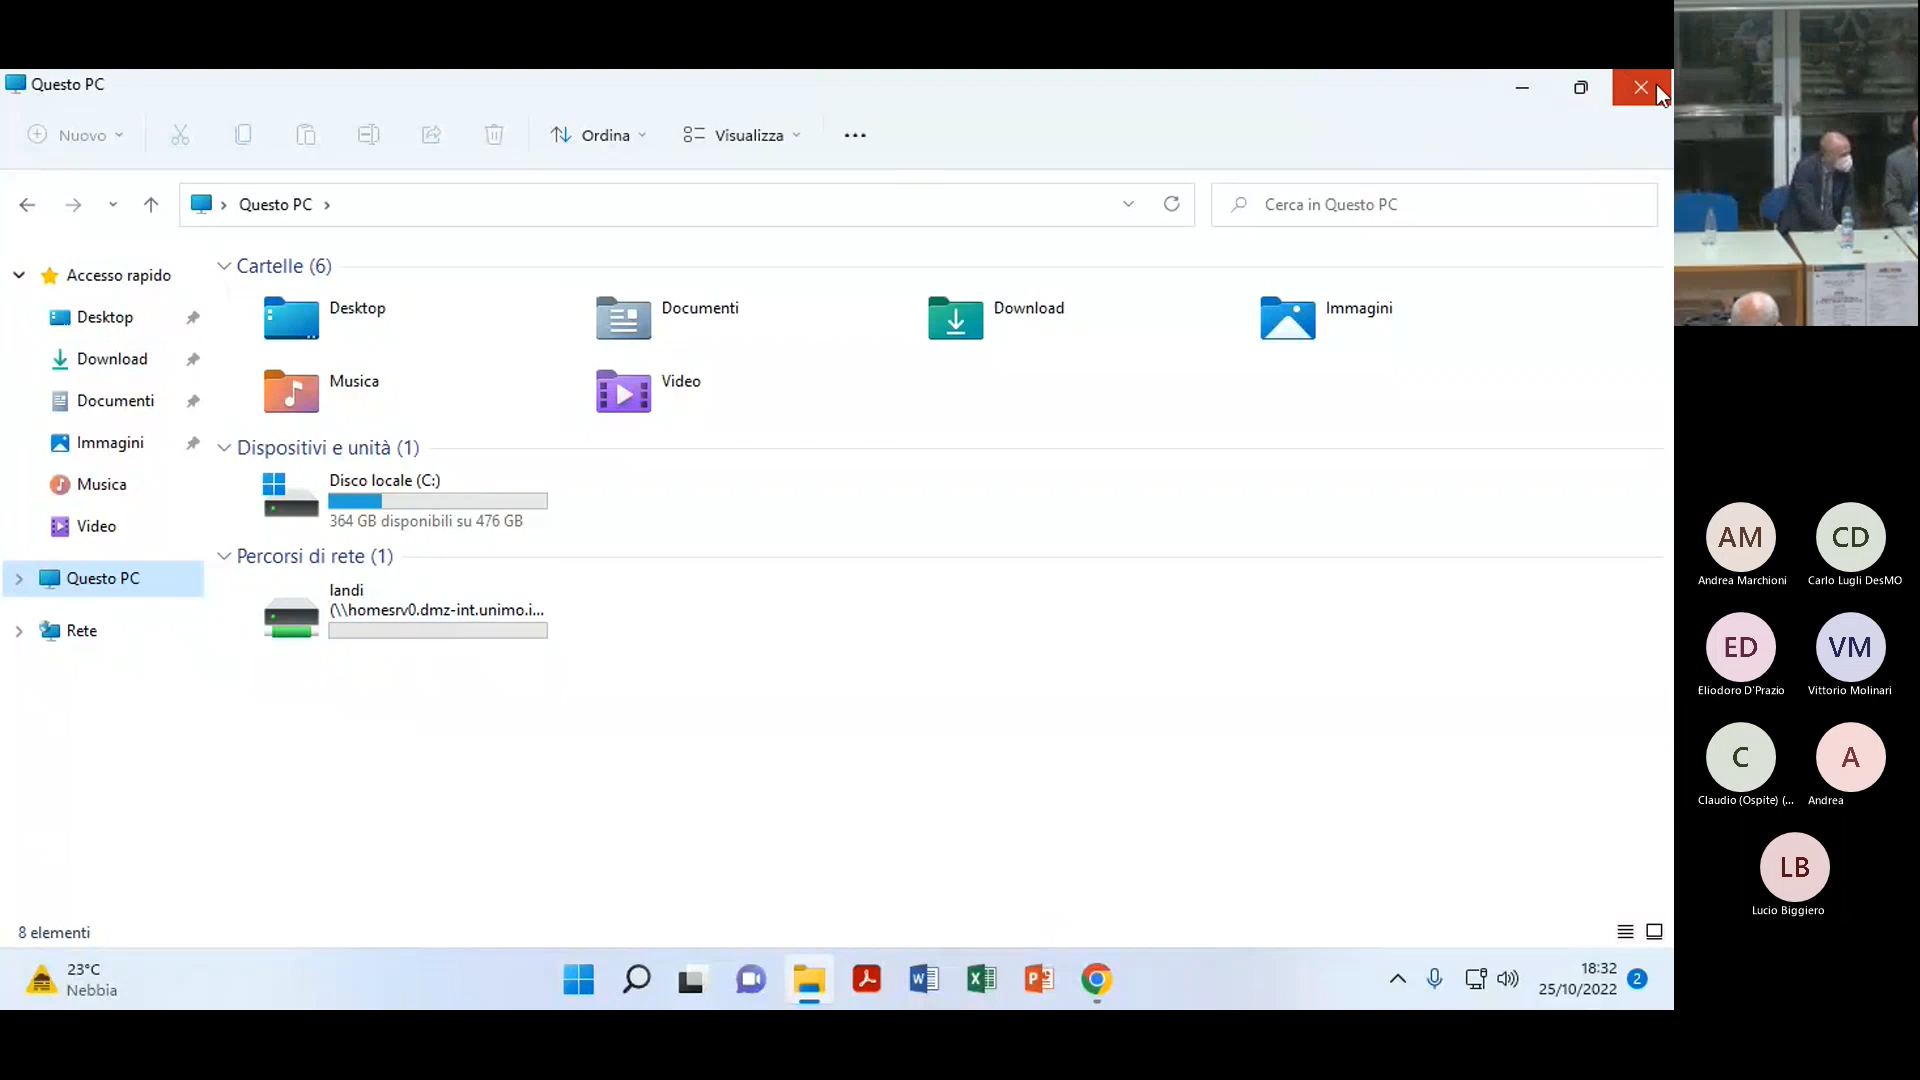 Questo PC
Nuovo
Ordina
Visualizza
Questo PC
Cerca in Questo PC
Accesso rapido
Desktop
Download
Documenti
Immagini
Musica
Video
Questo PC
Rete
Cartelle (6)
Desktop
Documenti
Download
Immagini
Musica
Video
Dispositivi e unità (1)
Disco locale (C:)
364 GB disponibili su 476 GB
Percorsi di rete (1)
landi
(\\homesrv0.dmz-int.unimo.i...
8 elementi
23°C
Nebbia
18:32
25/10/2022
2
AM
Andrea Marchioni
CD
Carlo Lugli DesMO
ED
Eliodoro D'Prazio
VM
Vittorio Molinari
C
Claudio (Ospite) (...
A
Andrea
LB
Lucio Biggiero